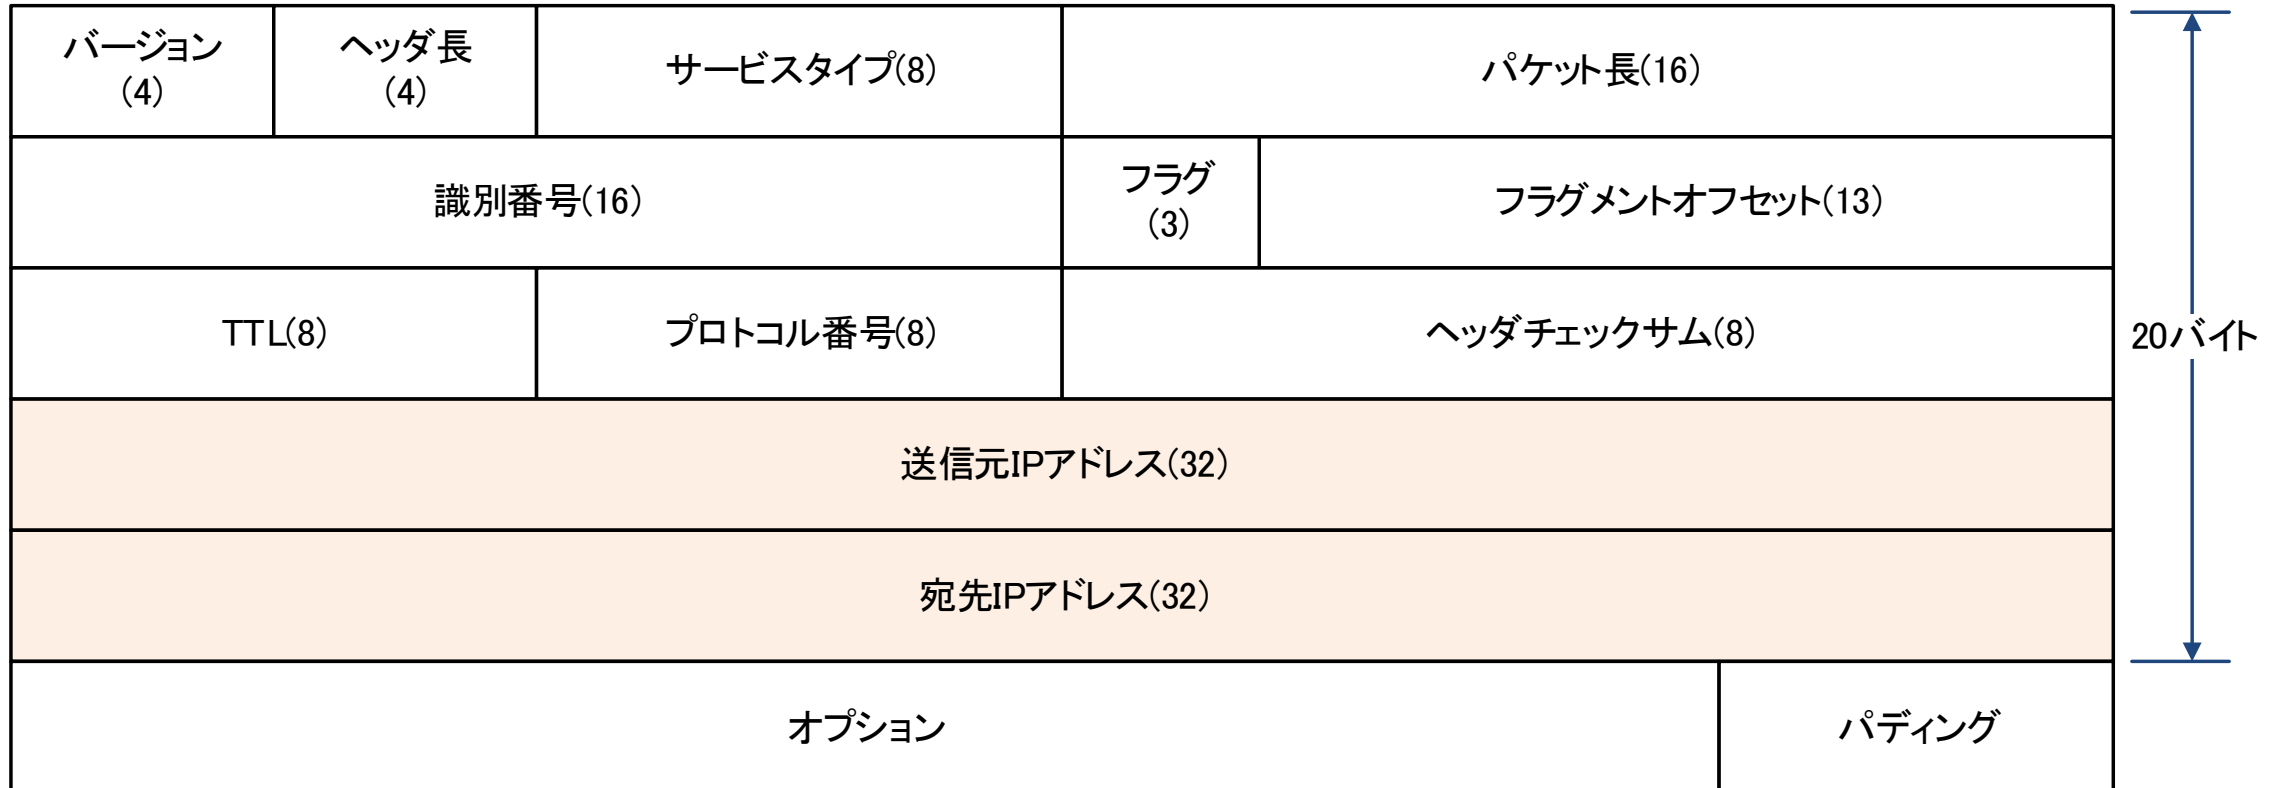 バージョン
(4)
ヘッダ長
(4)
サービスタイプ(8)
パケット長(16)
識別番号(16)
フラグ
(3)
フラグメントオフセット(13)
TTL(8)
プロトコル番号(8)
ヘッダチェックサム(8)
20バイト
送信元IPアドレス(32)
宛先IPアドレス(32)
オプション
パディング